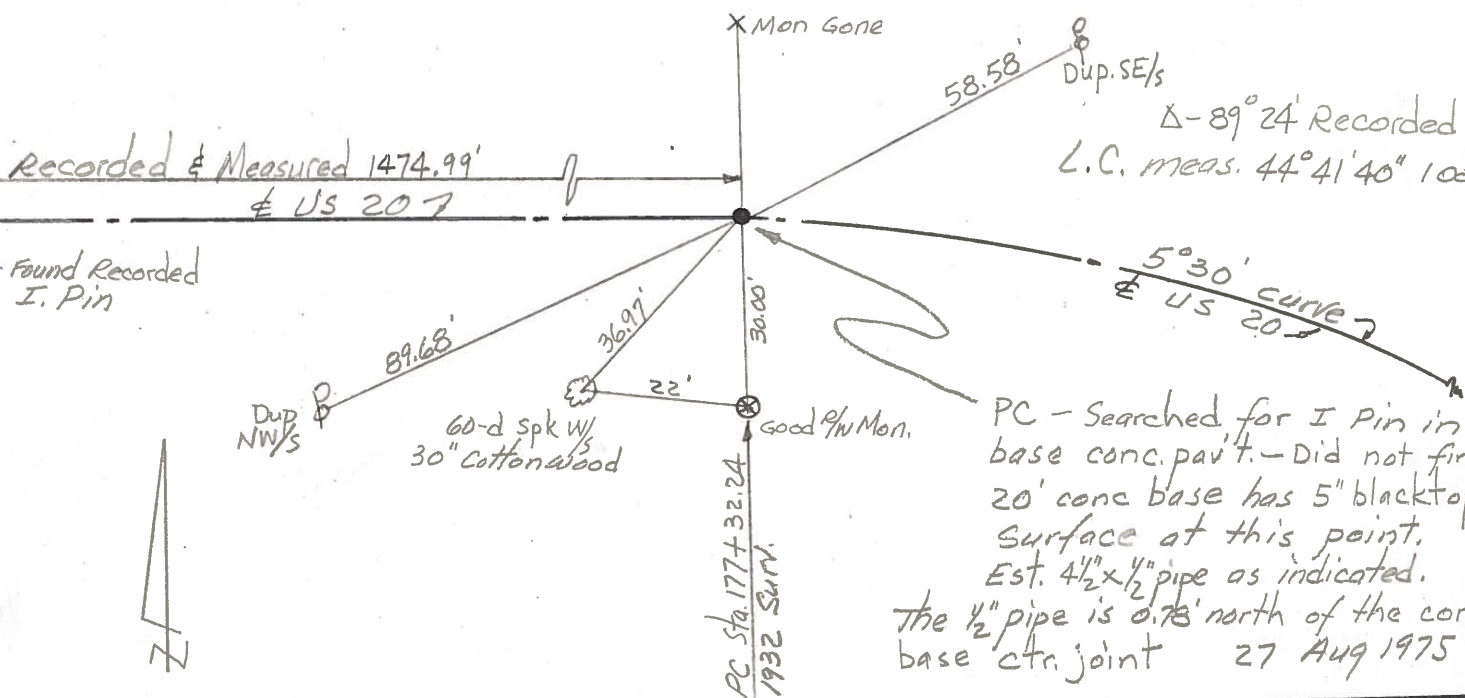 Mon Gone
58.58'
Dup. SE/s
Δ-89°24' Recorded
L.C. meas. 44°41'40"
Recorded & Measured 1474.99'
℄ US 20
Found Recorded
I. Pin
5°30' curve
℄ US 20
89.68'
36.97'
30.00'
22'
Dup.
NW/s
60-d spk w/s
30" Cottonwood
Good R/W Mon.
PC Sta. 177+32.24
1932 Surv.
PC - Searched for I Pin in
base conc. pav't. - Did not
20' conc base has 5"
Surface at this point.
Est. 4½" x ½" pipe as indicated.
The ½" pipe is 0.78' north of the
base ctr. joint 27 Aug 1975
N